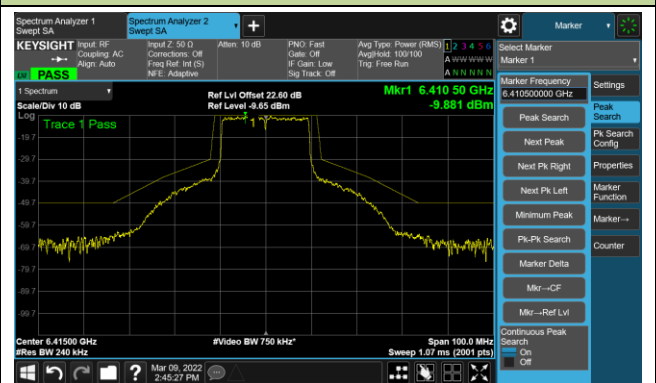 Spectrum Analyzer 1
Swept SA
Spectrum Analyzer 2
Swept SA
Marker
KEYSIGHT
Input: RF
Coupling: AC
Align: Auto
Input Z: 50 Ω
Corrections: Off
Freq Ref: Int (S)
NFE: Adaptive
Atten: 10 dB
PNO: Fast
Gate: Off
IF Gain: Low
Sig Track: Off
Avg Type: Power (RMS)
Avg|Hold: 100/100
Trig: Free Run
1 2 3 4 5 6
A W W W W W
A N N N N N
PASS
Select Marker
Marker 1
1 Spectrum
Scale/Div 10 dB
Log
Ref Lvl Offset 22.60 dB
Ref Level -9.65 dBm
Mkr1 6.410 50 GHz
-9.881 dBm
Trace 1 Pass
1
-19.7
-29.7
-39.7
-49.7
-59.7
-69.7
-79.7
-89.7
-99.7
Center 6.41500 GHz
#Res BW 240 kHz
#Video BW 750 kHz*
Span 100.0 MHz
Sweep 1.07 ms (2001 pts)
Marker Frequency
6.410500000 GHz
Peak Search
Next Peak
Next Pk Right
Next Pk Left
Minimum Peak
Pk-Pk Search
Marker Delta
Mkr→CF
Mkr→Ref Lvl
Continuous Peak
Search
On
Off
Settings
Peak
Search
Pk Search
Config
Properties
Marker
Function
Marker→
Counter
Mar 09, 2022
2:45:27 PM